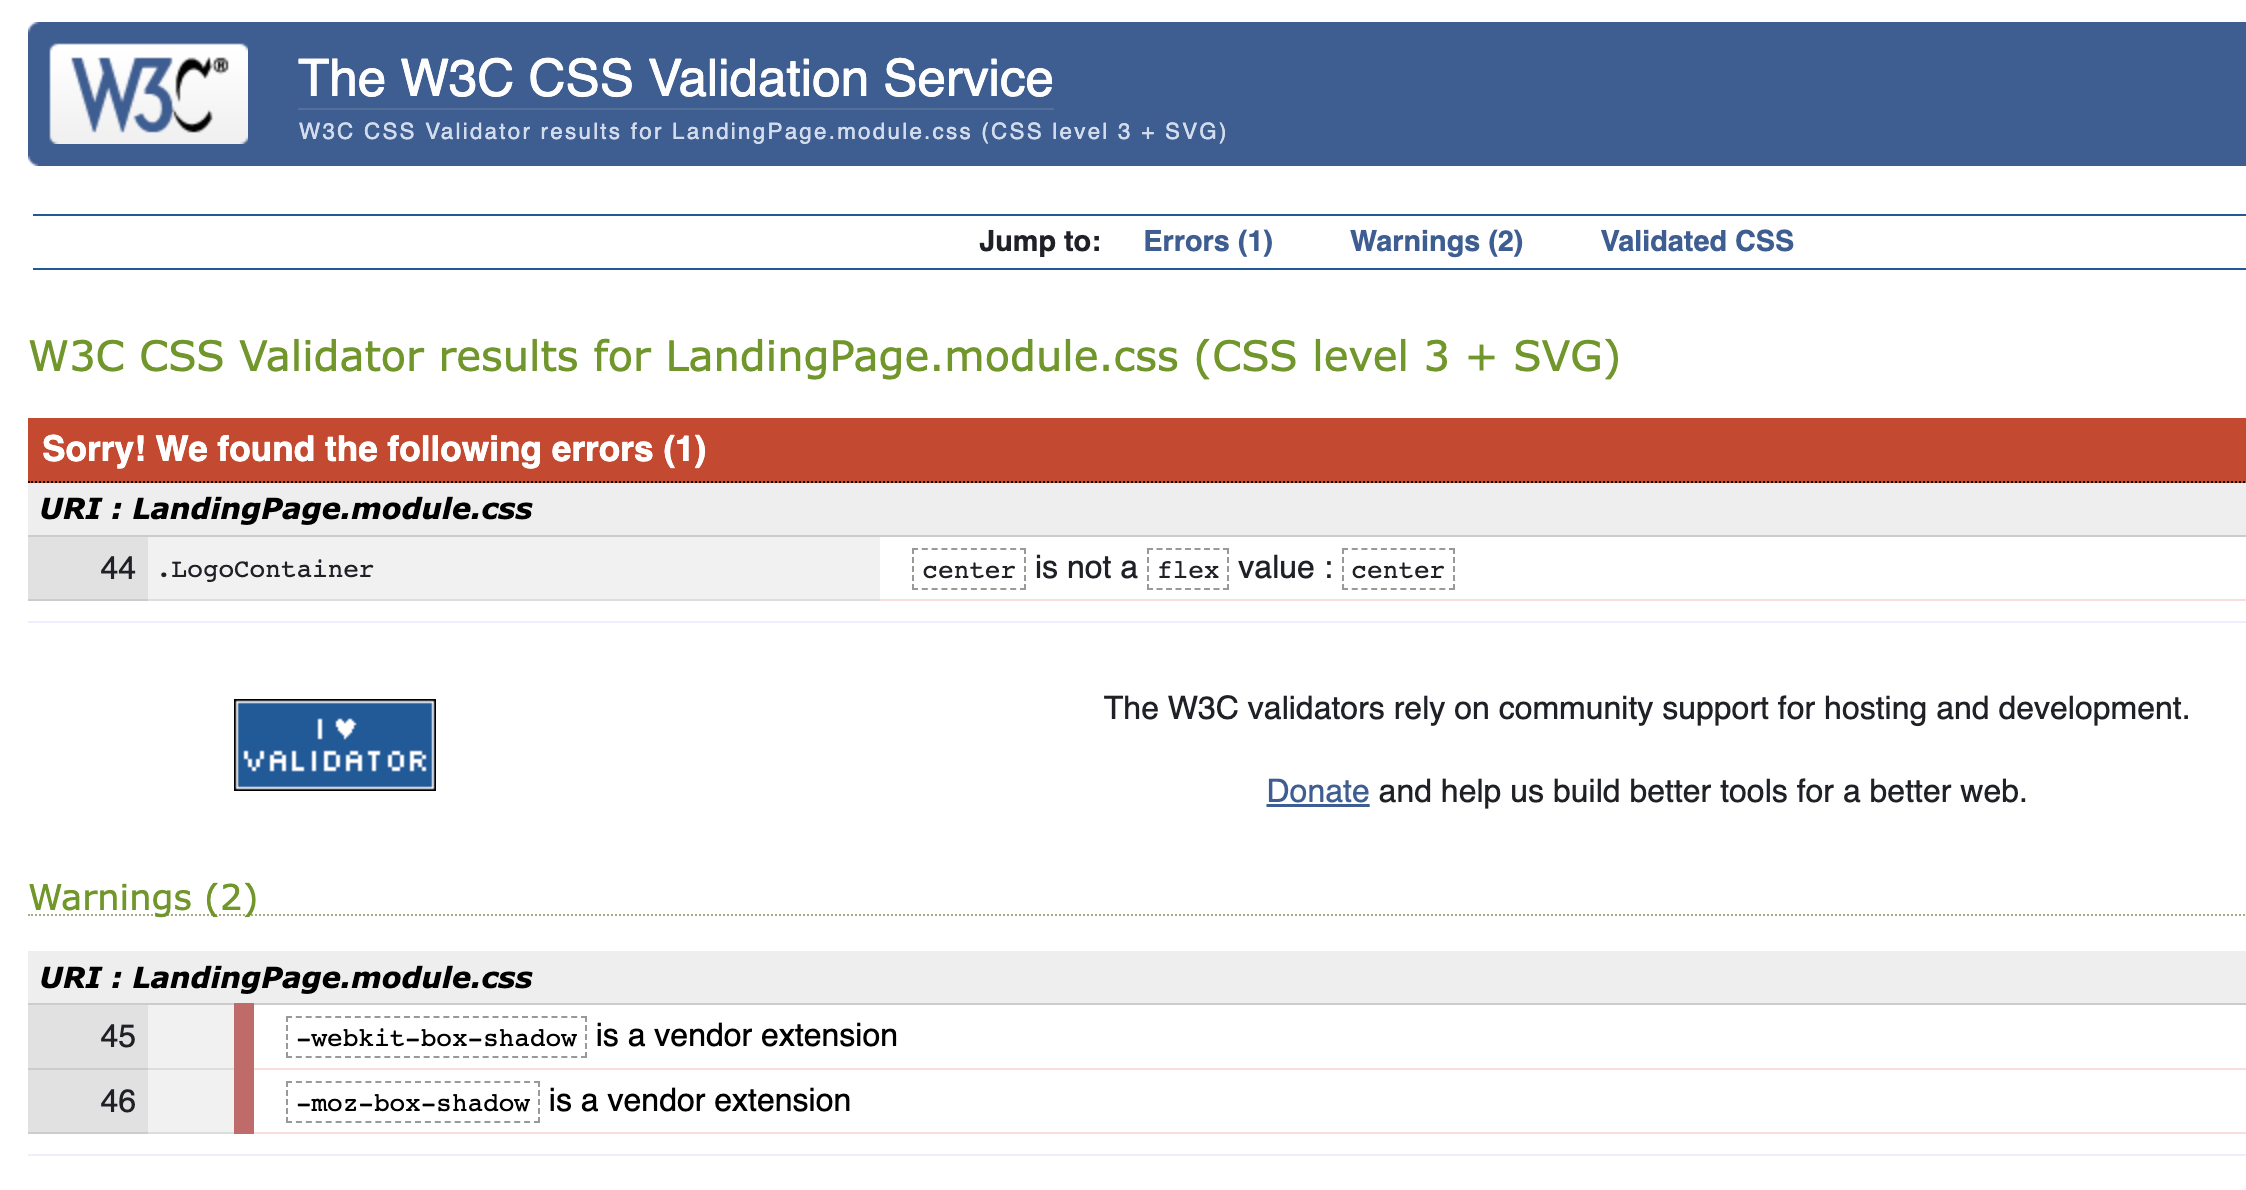 W3C®
The W3C CSS Validation Service
W3C CSS Validator results for LandingPage.module.css (CSS level 3 + SVG)
Jump to: Errors (1) Warnings (2) Validated CSS
W3C CSS Validator results for LandingPage.module.css (CSS level 3 + SVG)
Sorry! We found the following errors (1)
URI : LandingPage.module.css
44 .LogoContainer center is not a flex value : center
I ♥
VALIDATOR
The W3C validators rely on community support for hosting and development.
Donate and help us build better tools for a better web.
Warnings (2)
URI : LandingPage.module.css
45 -webkit-box-shadow is a vendor extension
46 -moz-box-shadow is a vendor extension